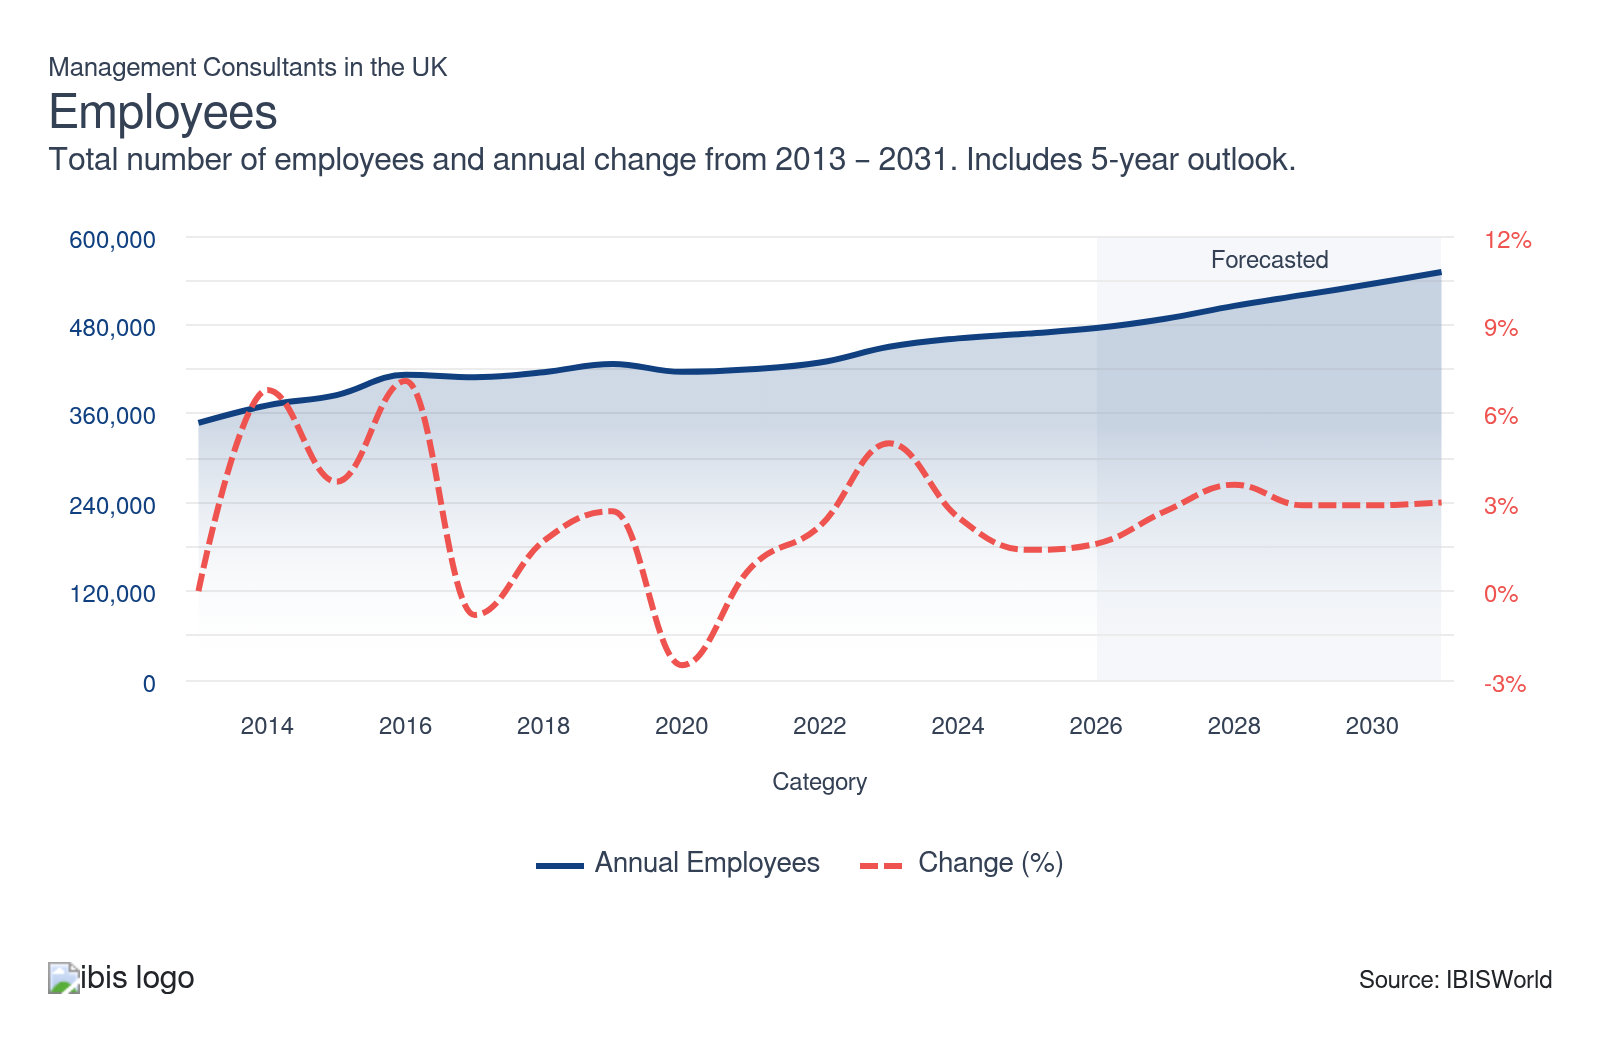 Management Consultants in the UK
Employees
Total number of employees and annual change from 2013 – 2031. Includes 5-year outlook.
600,000
12%
Forecasted
480,000
9%
360,000
6%
240,000
3%
120,000
0%
0
-3%
2014 2016 2018 2020 2022 2024 2026 2028 2030
Category
Annual Employees Change (%)
ibis logo
Source: IBISWorld